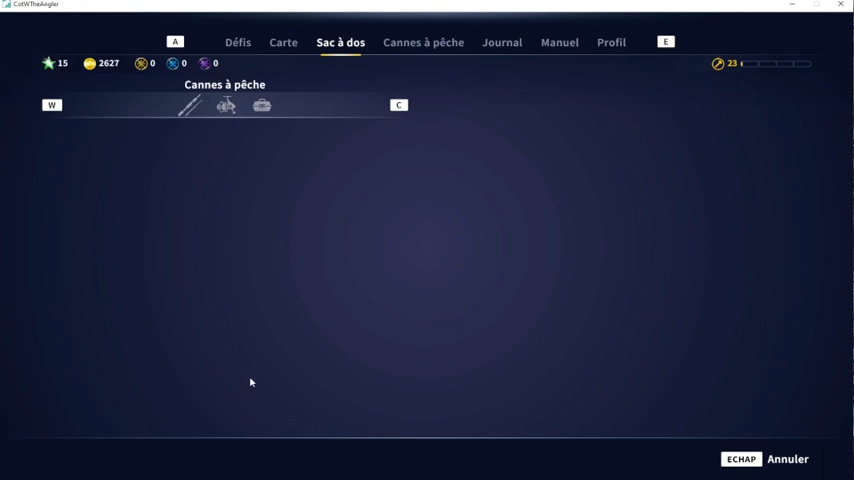 CotWTheAngler
A Défis Carte Sac à dos Cannes à pêche Journal Manuel Profil E
15 2627 0 0 0 23
Cannes à pêche
W C
ECHAP Annuler